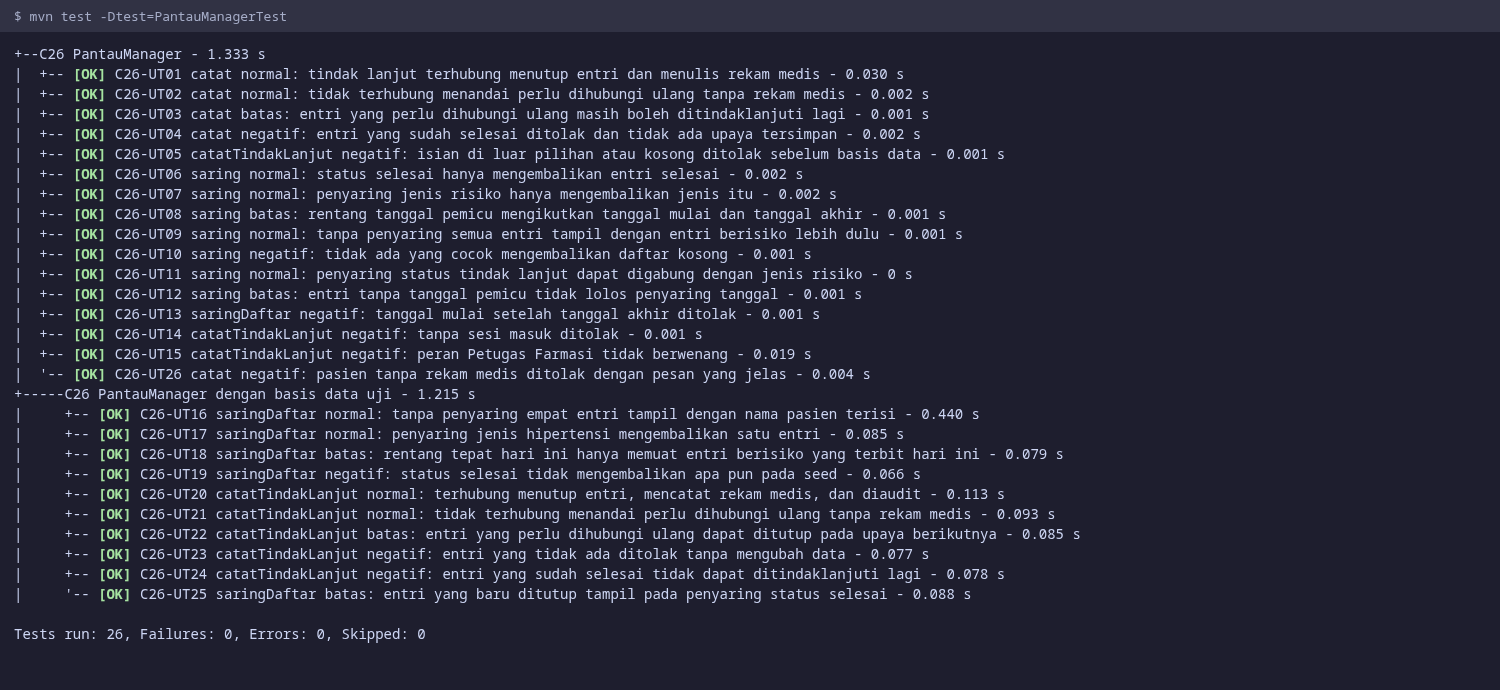 $ mvn test -Dtest=PantauManagerTest
+--C26 PantauManager - 1.333 s
|  +-- [OK] C26-UT01 catat normal: tindak lanjut terhubung menutup entri dan menulis rekam medis - 0.030 s
|  +-- [OK] C26-UT02 catat normal: tidak terhubung menandai perlu dihubungi ulang tanpa rekam medis - 0.002 s
|  +-- [OK] C26-UT03 catat batas: entri yang perlu dihubungi ulang masih boleh ditindaklanjuti lagi - 0.001 s
|  +-- [OK] C26-UT04 catat negatif: entri yang sudah selesai ditolak dan tidak ada upaya tersimpan - 0.002 s
|  +-- [OK] C26-UT05 catatTindakLanjut negatif: isian di luar pilihan atau kosong ditolak sebelum basis data - 0.001 s
|  +-- [OK] C26-UT06 saring normal: status selesai hanya mengembalikan entri selesai - 0.002 s
|  +-- [OK] C26-UT07 saring normal: penyaring jenis risiko hanya mengembalikan jenis itu - 0.002 s
|  +-- [OK] C26-UT08 saring batas: rentang tanggal pemicu mengikutkan tanggal mulai dan tanggal akhir - 0.001 s
|  +-- [OK] C26-UT09 saring normal: tanpa penyaring semua entri tampil dengan entri berisiko lebih dulu - 0.001 s
|  +-- [OK] C26-UT10 saring negatif: tidak ada yang cocok mengembalikan daftar kosong - 0.001 s
|  +-- [OK] C26-UT11 saring normal: penyaring status tindak lanjut dapat digabung dengan jenis risiko - 0 s
|  +-- [OK] C26-UT12 saring batas: entri tanpa tanggal pemicu tidak lolos penyaring tanggal - 0.001 s
|  +-- [OK] C26-UT13 saringDaftar negatif: tanggal mulai setelah tanggal akhir ditolak - 0.001 s
|  +-- [OK] C26-UT14 catatTindakLanjut negatif: tanpa sesi masuk ditolak - 0.001 s
|  +-- [OK] C26-UT15 catatTindakLanjut negatif: peran Petugas Farmasi tidak berwenang - 0.019 s
|  '-- [OK] C26-UT26 catat negatif: pasien tanpa rekam medis ditolak dengan pesan yang jelas - 0.004 s
+-----C26 PantauManager dengan basis data uji - 1.215 s
|     +-- [OK] C26-UT16 saringDaftar normal: tanpa penyaring empat entri tampil dengan nama pasien terisi - 0.440 s
|     +-- [OK] C26-UT17 saringDaftar normal: penyaring jenis hipertensi mengembalikan satu entri - 0.085 s
|     +-- [OK] C26-UT18 saringDaftar batas: rentang tepat hari ini hanya memuat entri berisiko yang terbit hari ini - 0.079 s
|     +-- [OK] C26-UT19 saringDaftar negatif: status selesai tidak mengembalikan apa pun pada seed - 0.066 s
|     +-- [OK] C26-UT20 catatTindakLanjut normal: terhubung menutup entri, mencatat rekam medis, dan diaudit - 0.113 s
|     +-- [OK] C26-UT21 catatTindakLanjut normal: tidak terhubung menandai perlu dihubungi ulang tanpa rekam medis - 0.093 s
|     +-- [OK] C26-UT22 catatTindakLanjut batas: entri yang perlu dihubungi ulang dapat ditutup pada upaya berikutnya - 0.085 s
|     +-- [OK] C26-UT23 catatTindakLanjut negatif: entri yang tidak ada ditolak tanpa mengubah data - 0.077 s
|     +-- [OK] C26-UT24 catatTindakLanjut negatif: entri yang sudah selesai tidak dapat ditindaklanjuti lagi - 0.078 s
|     '-- [OK] C26-UT25 saringDaftar batas: entri yang baru ditutup tampil pada penyaring status selesai - 0.088 s
Tests run: 26, Failures: 0, Errors: 0, Skipped: 0